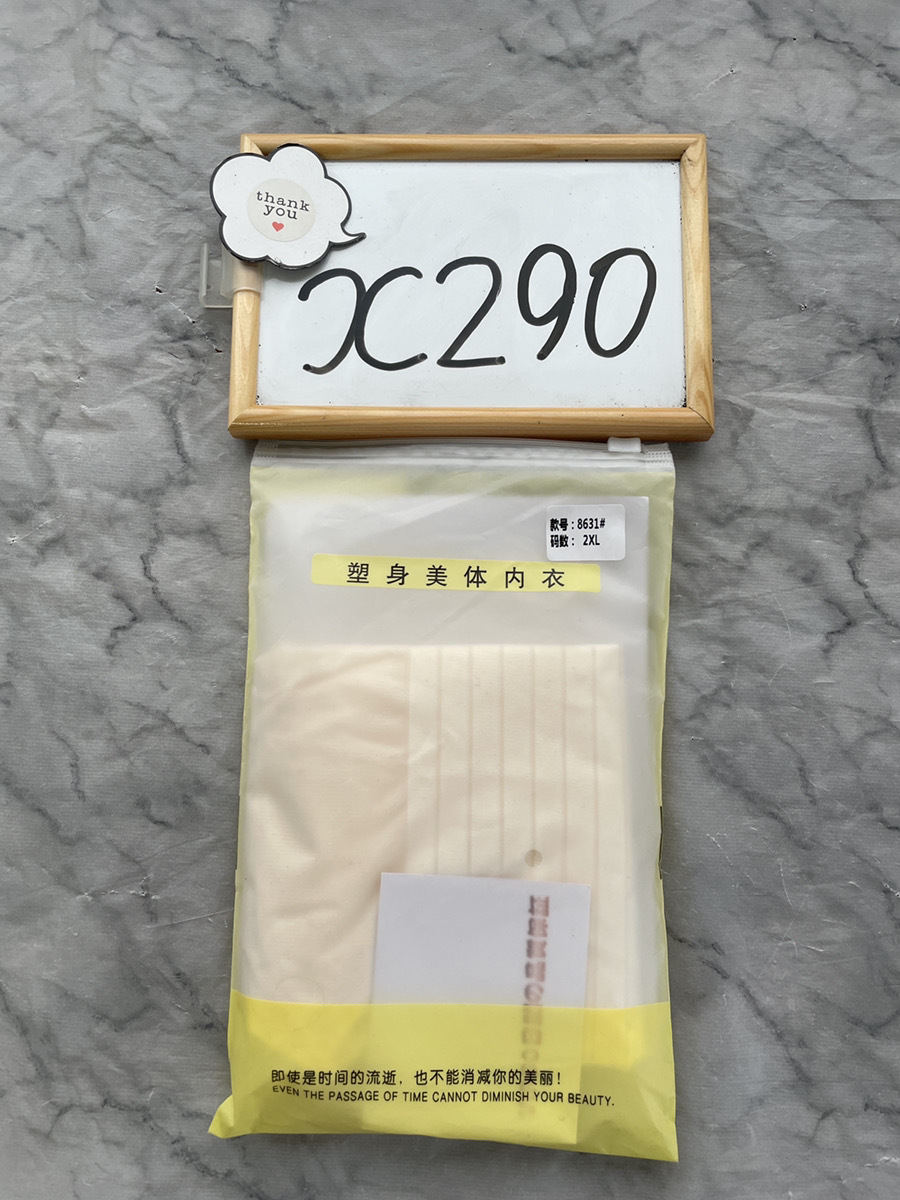 thank
you
X290
款号：8631#
码数：2XL
塑身美体内衣
即使是时间的流逝，也不能消减你的美丽！
EVEN THE PASSAGE OF TIME CANNOT DIMINISH YOUR BEAUTY.